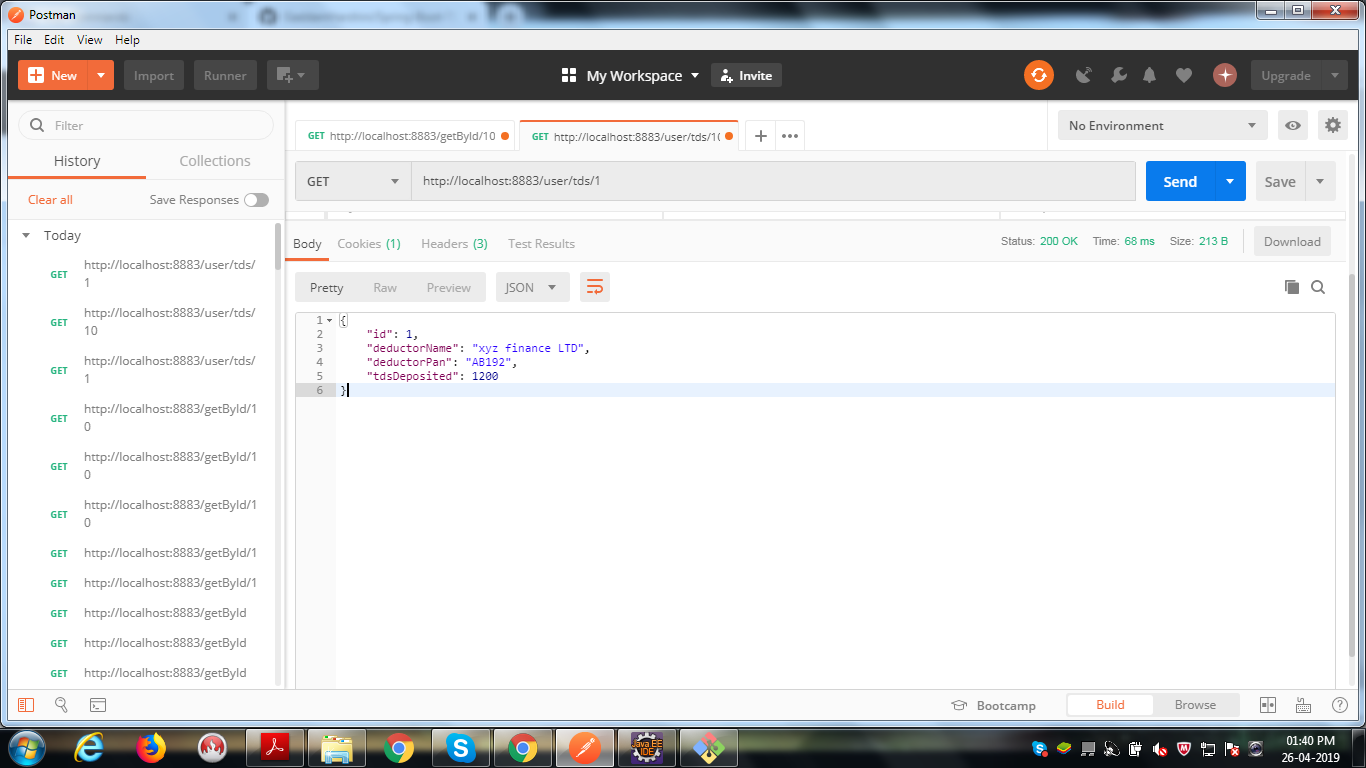 Postman
File Edit View Help
New Import Runner My Workspace Invite Upgrade
Filter
History Collections
Clear all Save Responses
Today
GET http://localhost:8883/user/tds/
1
GET http://localhost:8883/user/tds/
10
GET http://localhost:8883/user/tds/
1
GET http://localhost:8883/getById/1
0
GET http://localhost:8883/getById/1
0
GET http://localhost:8883/getById/1
0
GET http://localhost:8883/getById/1
GET http://localhost:8883/getById/1
GET http://localhost:8883/getById
GET http://localhost:8883/getById
GET http://localhost:8883/getById
GET http://localhost:8883/getById/10 GET http://localhost:8883/user/tds/10 No Environment
GET http://localhost:8883/user/tds/1 Send Save
Body Cookies (1) Headers (3) Test Results Status: 200 OK Time: 68 ms Size: 213 B Download
Pretty Raw Preview JSON
1 {
2 "id": 1,
3 "deductorName": "xyz finance LTD",
4 "deductorPan": "AB192",
5 "tdsDeposited": 1200
6 }
Bootcamp Build Browse
Java EE
IDE
01:40 PM
26-04-2019